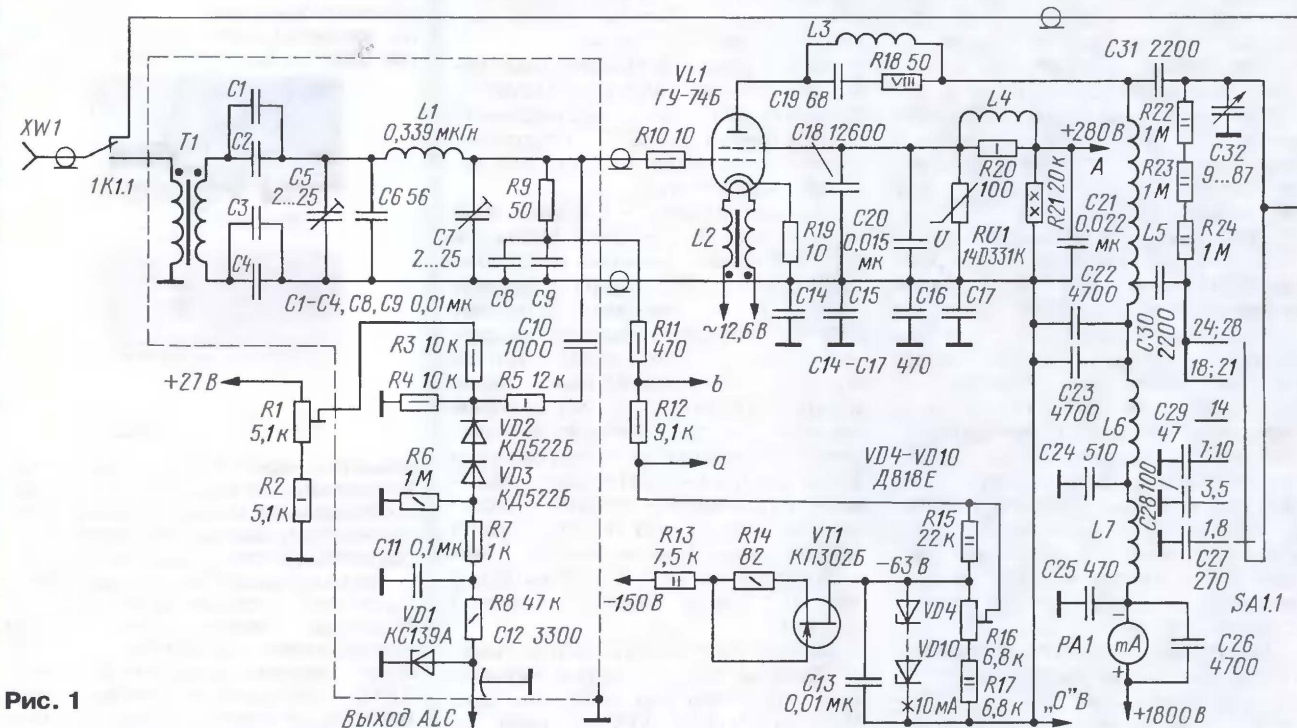 XW1
1K1.1
T1
C1
C2
C3
C4
C5
2...25
C6 56
L1
0,339 мкГн
C7
2...25
R9
50
C8
C9
C1–C4, C8, C9 0,01 мк
R10 10
VL1
ГУ-74Б
L2
~12,6 В
L3
C19 68
R18 50
VIII
C18 12600
R19
10
C20
0,015
мк
U
L4
R20
100
RU1
14D331K
R21 20 к
××
+280 В
A
C21
0,022
мк
C14
C15
C16
C17
C14–C17 470
C22
4700
C23
4700
C31 2200
R22
1 М
R23
1 М
R24
1 М
C32
9...87
L5
C30
2200
24; 28
18; 21
14
7; 10
3,5
1,8
C29
47
C28 100
C27
270
SA1.1
L6
C24 510
L7
C25 470
PA1
mA
–
+
C26
4700
+1800 В
+27 В
R1
5,1 к
R2
5,1 к
R3 10 к
R4 10 к
R5 12 к
C10
1000
VD2
КД522Б
VD3
КД522Б
R6
1 М
R7
1 к
C11 0,1 мк
R8 47 к
VD1
КС139А
C12 3300
Выход ALC
R11
470
b
R12
9,1 к
a
VD4–VD10
Д818Е
R13
7,5 к
–150 В
R14
82
VT1
КП302Б
–63 В
C13
0,01 мк
VD4
VD10
×10 мА
R15
22 к
R16
6,8 к
R17
6,8 к
„0”В
Рис. 1